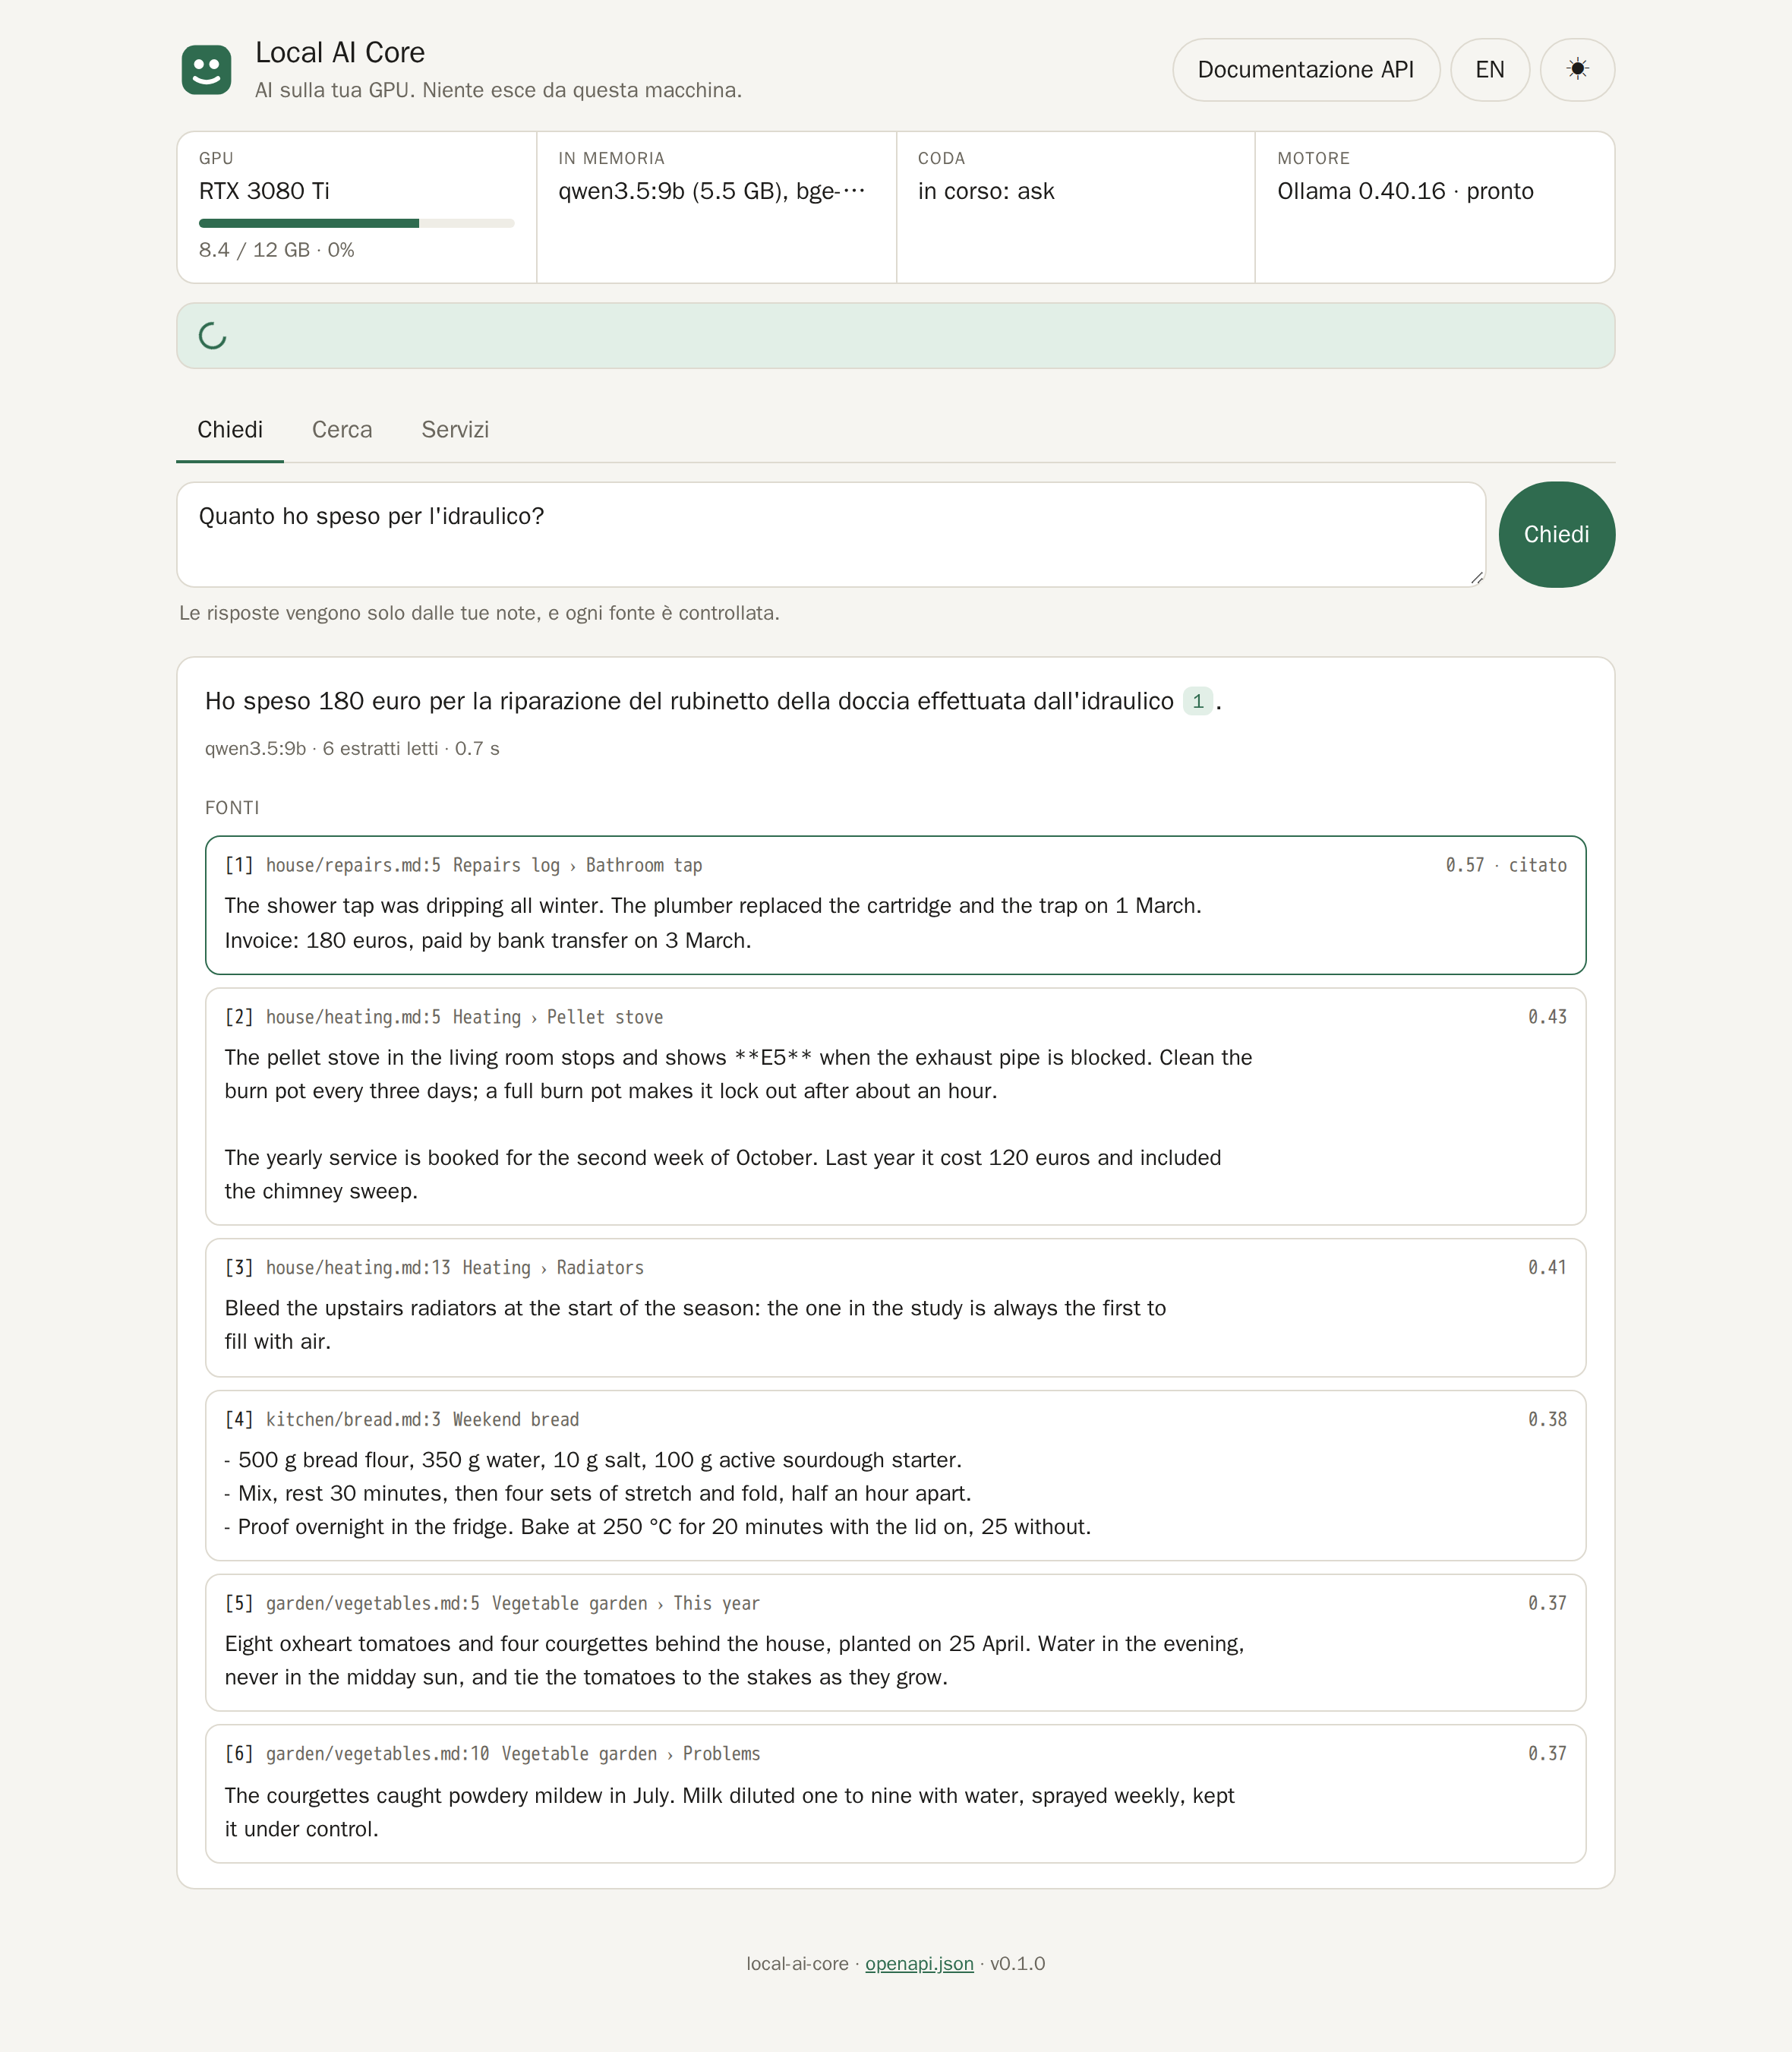 Local AI Core
AI sulla tua GPU. Niente esce da questa macchina.
Documentazione API
EN
GPU
RTX 3080 Ti
8.4 / 12 GB · 0%
IN MEMORIA
qwen3.5:9b (5.5 GB), bge-···
CODA
in corso: ask
MOTORE
Ollama 0.40.16 · pronto
Chiedi
Cerca
Servizi
Quanto ho speso per l'idraulico?
Chiedi
Le risposte vengono solo dalle tue note, e ogni fonte è controllata.
Ho speso 180 euro per la riparazione del rubinetto della doccia effettuata dall'idraulico 1 .
qwen3.5:9b · 6 estratti letti · 0.7 s
FONTI
[1] house/repairs.md:5 Repairs log › Bathroom tap 0.57 · citato
The shower tap was dripping all winter. The plumber replaced the cartridge and the trap on 1 March.
Invoice: 180 euros, paid by bank transfer on 3 March.
[2] house/heating.md:5 Heating › Pellet stove 0.43
The pellet stove in the living room stops and shows **E5** when the exhaust pipe is blocked. Clean the
burn pot every three days; a full burn pot makes it lock out after about an hour.
The yearly service is booked for the second week of October. Last year it cost 120 euros and included
the chimney sweep.
[3] house/heating.md:13 Heating › Radiators 0.41
Bleed the upstairs radiators at the start of the season: the one in the study is always the first to
fill with air.
[4] kitchen/bread.md:3 Weekend bread 0.38
- 500 g bread flour, 350 g water, 10 g salt, 100 g active sourdough starter.
- Mix, rest 30 minutes, then four sets of stretch and fold, half an hour apart.
- Proof overnight in the fridge. Bake at 250 °C for 20 minutes with the lid on, 25 without.
[5] garden/vegetables.md:5 Vegetable garden › This year 0.37
Eight oxheart tomatoes and four courgettes behind the house, planted on 25 April. Water in the evening,
never in the midday sun, and tie the tomatoes to the stakes as they grow.
[6] garden/vegetables.md:10 Vegetable garden › Problems 0.37
The courgettes caught powdery mildew in July. Milk diluted one to nine with water, sprayed weekly, kept
it under control.
local-ai-core · openapi.json · v0.1.0